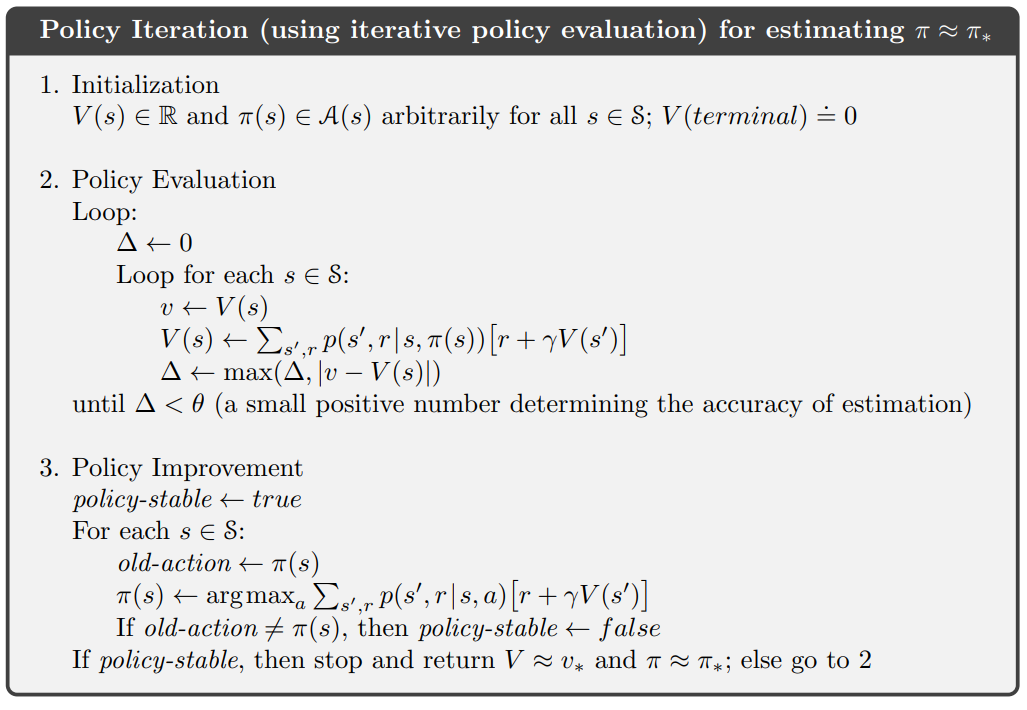 Policy Iteration (using iterative policy evaluation) for estimating π ≈ π∗
1. Initialization
V(s) ∈ ℝ and π(s) ∈ 𝒜(s) arbitrarily for all s ∈ 𝒮; V(terminal) ≐ 0
2. Policy Evaluation
Loop:
Δ ← 0
Loop for each s ∈ 𝒮:
v ← V(s)
V(s) ← ∑s′,r p(s′, r|s, π(s))[r + γV(s′)]
Δ ← max(Δ, |v − V(s)|)
until Δ < θ (a small positive number determining the accuracy of estimation)
3. Policy Improvement
policy-stable ← true
For each s ∈ 𝒮:
old-action ← π(s)
π(s) ← argmaxa ∑s′,r p(s′, r|s, a)[r + γV(s′)]
If old-action ≠ π(s), then policy-stable ← false
If policy-stable, then stop and return V ≈ v∗ and π ≈ π∗; else go to 2